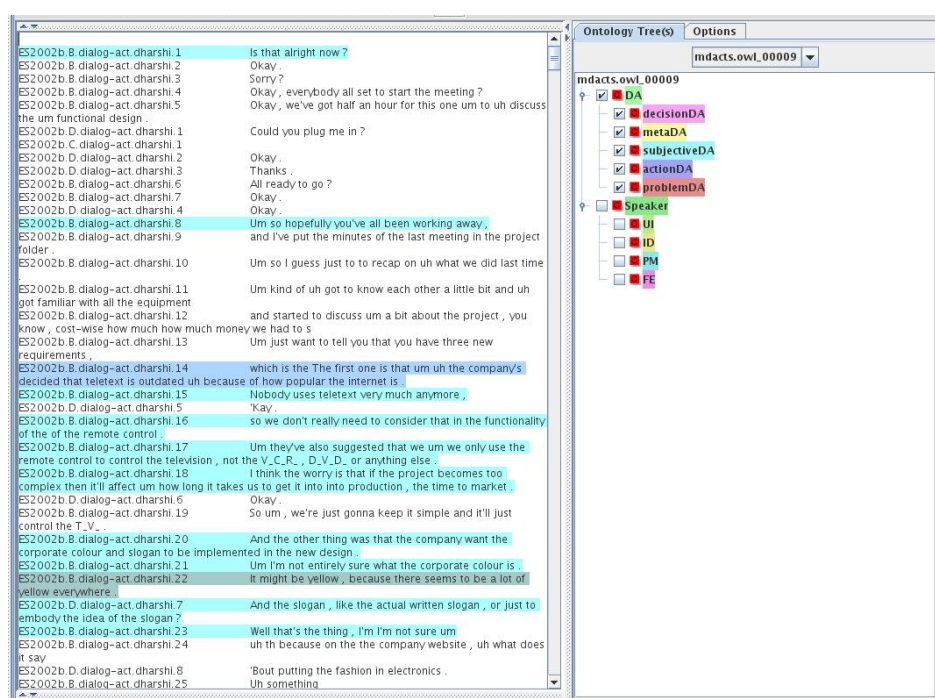 ES2002b.B.dialog-act.dharshi.1 Is that alright now ?
ES2002b.B.dialog-act.dharshi.2 Okay .
ES2002b.B.dialog-act.dharshi.3 Sorry ?
ES2002b.B.dialog-act.dharshi.4 Okay , everybody all set to start the meeting ?
ES2002b.B.dialog-act.dharshi.5 Okay , we've got half an hour for this one um to uh discuss
the um functional design .
ES2002b.D.dialog-act.dharshi.1 Could you plug me in ?
ES2002b.C.dialog-act.dharshi.1
ES2002b.D.dialog-act.dharshi.2 Okay .
ES2002b.D.dialog-act.dharshi.3 Thanks .
ES2002b.B.dialog-act.dharshi.6 All ready to go ?
ES2002b.B.dialog-act.dharshi.7 Okay .
ES2002b.D.dialog-act.dharshi.4 Okay .
ES2002b.B.dialog-act.dharshi.8 Um so hopefully you've all been working away ,
ES2002b.B.dialog-act.dharshi.9 and I've put the minutes of the last meeting in the project
folder .
ES2002b.B.dialog-act.dharshi.10 Um so I guess just to to recap on uh what we did last time
.
ES2002b.B.dialog-act.dharshi.11 Um kind of uh got to know each other a little bit and uh
got familiar with all the equipment
ES2002b.B.dialog-act.dharshi.12 and started to discuss um a bit about the project , you
know , cost-wise how much how much money we had to s
ES2002b.B.dialog-act.dharshi.13 Um just want to tell you that you have three new
requirements ,
ES2002b.B.dialog-act.dharshi.14 which is the The first one is that um uh the company's
decided that teletext is outdated uh because of how popular the internet is .
ES2002b.B.dialog-act.dharshi.15 Nobody uses teletext very much anymore ,
ES2002b.D.dialog-act.dharshi.5 'Kay .
ES2002b.B.dialog-act.dharshi.16 so we don't really need to consider that in the functionality
of the of the remote control .
ES2002b.B.dialog-act.dharshi.17 Um they've also suggested that we um we only use the
remote control to control the television , not the V_C_R_ , D_V_D_ or anything else .
ES2002b.B.dialog-act.dharshi.18 I think the worry is that if the project becomes too
complex then it'll affect um how long it takes us to get it into into production , the time to market .
ES2002b.D.dialog-act.dharshi.6 Okay .
ES2002b.B.dialog-act.dharshi.19 So um , we're just gonna keep it simple and it'll just
control the T_V_ .
ES2002b.B.dialog-act.dharshi.20 And the other thing was that the company want the
corporate colour and slogan to be implemented in the new design .
ES2002b.B.dialog-act.dharshi.21 Um I'm not entirely sure what the corporate colour is .
ES2002b.B.dialog-act.dharshi.22 It might be yellow , because there seems to be a lot of
yellow everywhere .
ES2002b.D.dialog-act.dharshi.7 And the slogan , like the actual written slogan , or just to
embody the idea of the slogan ?
ES2002b.B.dialog-act.dharshi.23 Well that's the thing , I'm I'm not sure um
ES2002b.B.dialog-act.dharshi.24 uh th because on the the company website , uh what does
it say
ES2002b.D.dialog-act.dharshi.8 'Bout putting the fashion in electronics .
ES2002b.B.dialog-act.dharshi.25 Uh something
Ontology Tree(s) Options
mdacts.owl_00009
mdacts.owl_00009
DA
decisionDA
metaDA
subjectiveDA
actionDA
problemDA
Speaker
UI
ID
PM
FE